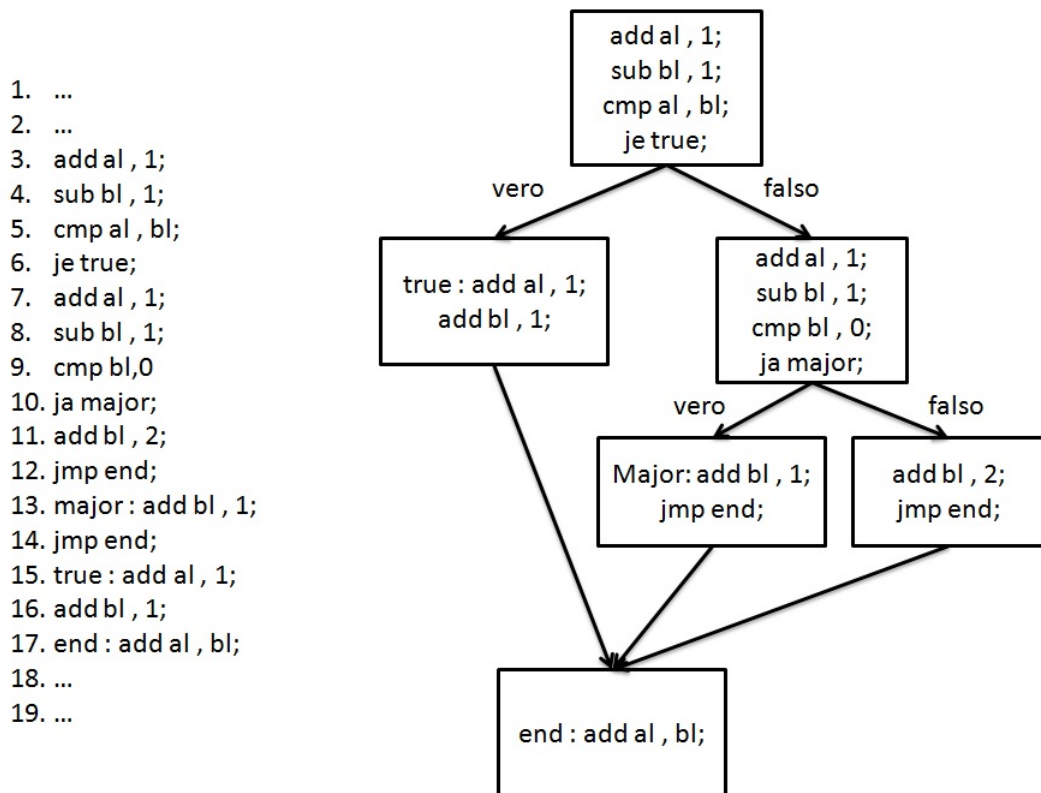 1. ...
2. ...
3. add al , 1;
4. sub bl , 1;
5. cmp al , bl;
6. je true;
7. add al , 1;
8. sub bl , 1;
9. cmp bl,0
10. ja major;
11. add bl , 2;
12. jmp end;
13. major : add bl , 1;
14. jmp end;
15. true : add al , 1;
16. add bl , 1;
17. end : add al , bl;
18. ...
19. ...
add al , 1;
sub bl , 1;
cmp al , bl;
je true;
vero
falso
true : add al , 1;
add bl , 1;
add al , 1;
sub bl , 1;
cmp bl , 0;
ja major;
vero
falso
Major: add bl , 1;
jmp end;
add bl , 2;
jmp end;
end : add al , bl;